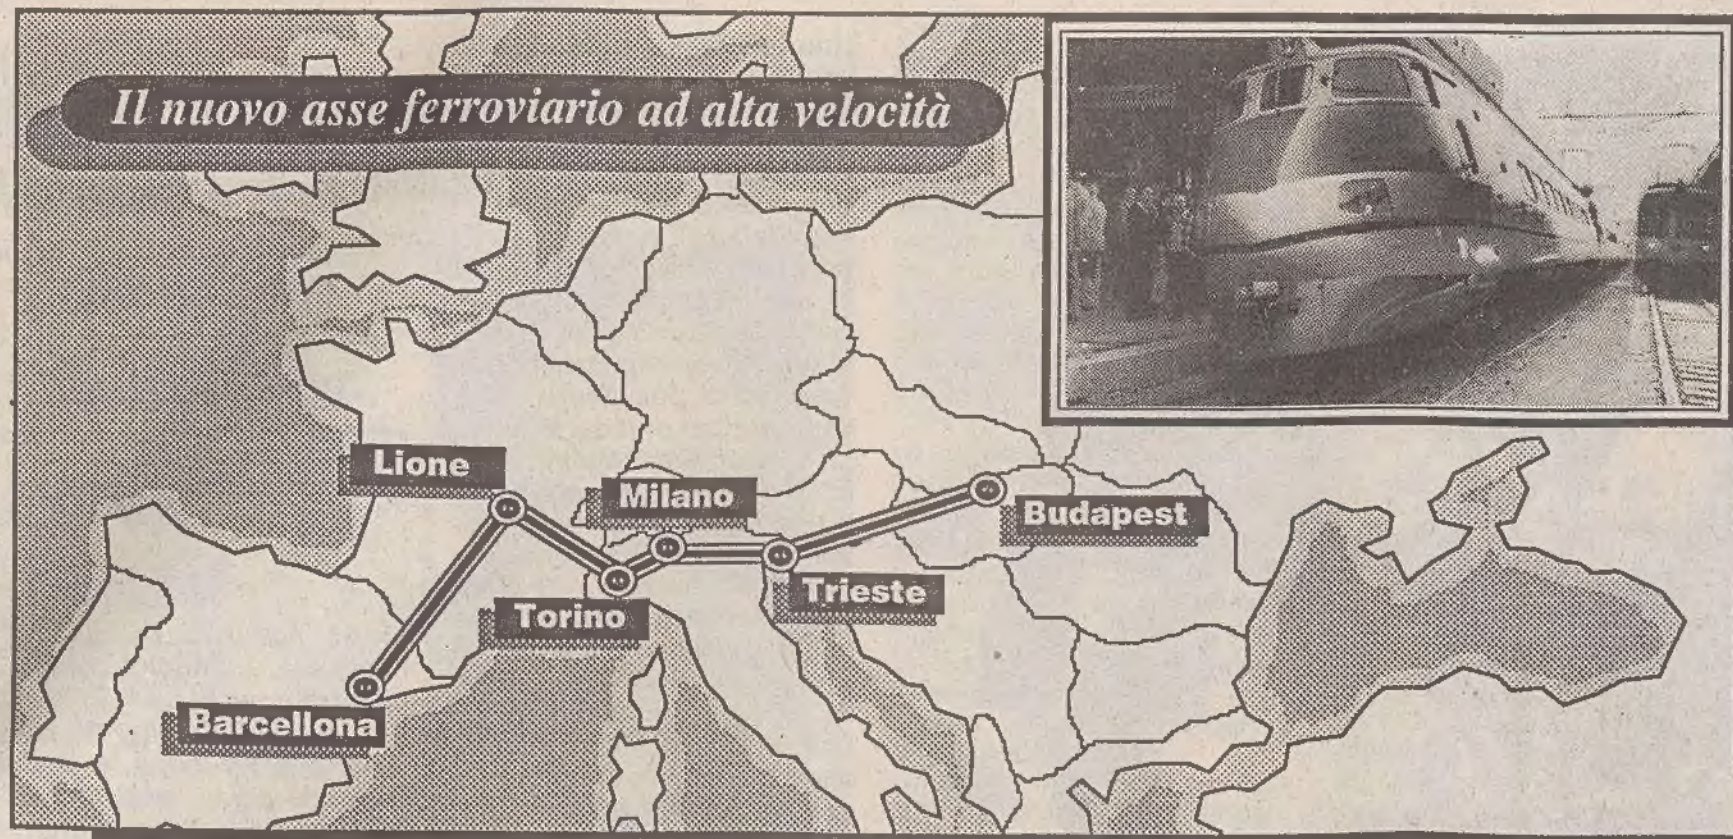 Il nuovo asse ferroviario ad alta velocità
Lione
Milano
Budapest
Trieste
Torino
Barcellona